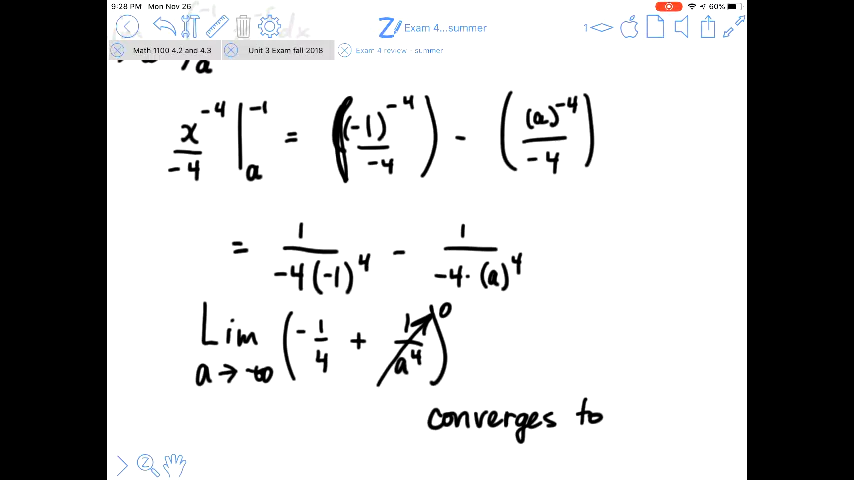 9:28 PM Mon Nov 26
60%
Exam 4...summer
1
Math 1100 4.2 and 4.3
Unit 3 Exam fall 2018
Exam 4 review - summer
a
x^-4 / -4 |_a^-1 = ((-1)^-4 / -4) - ((a)^-4 / -4)
= 1 / -4(-1)^4 - 1 / -4·(a)^4
Lim a→-∞ (-1/4 + 1/a^4) 0
converges to